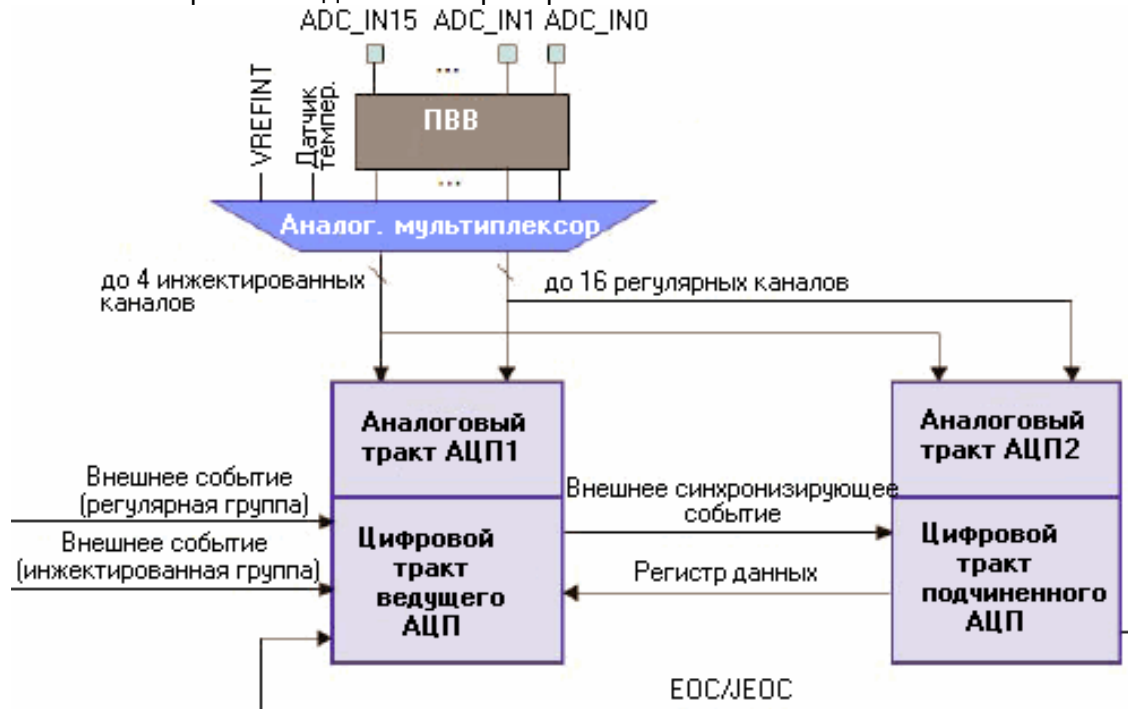 ADC_IN15 ADC_IN1 ADC_IN0
...
VREFINT
Датчик
темпер.
ПВВ
...
Аналог. мультиплексор
до 4 инжектированных
каналов
до 16 регулярных каналов
Аналоговый
тракт АЦП1
Аналоговый
тракт АЦП2
Внешнее событие
(регулярная группа)
Внешнее синхронизирующее
событие
Внешнее событие
(инжектированная группа)
Цифровой
тракт
ведущего
АЦП
Регистр данных
Цифровой
тракт
подчиненного
АЦП
EOC/JEOC